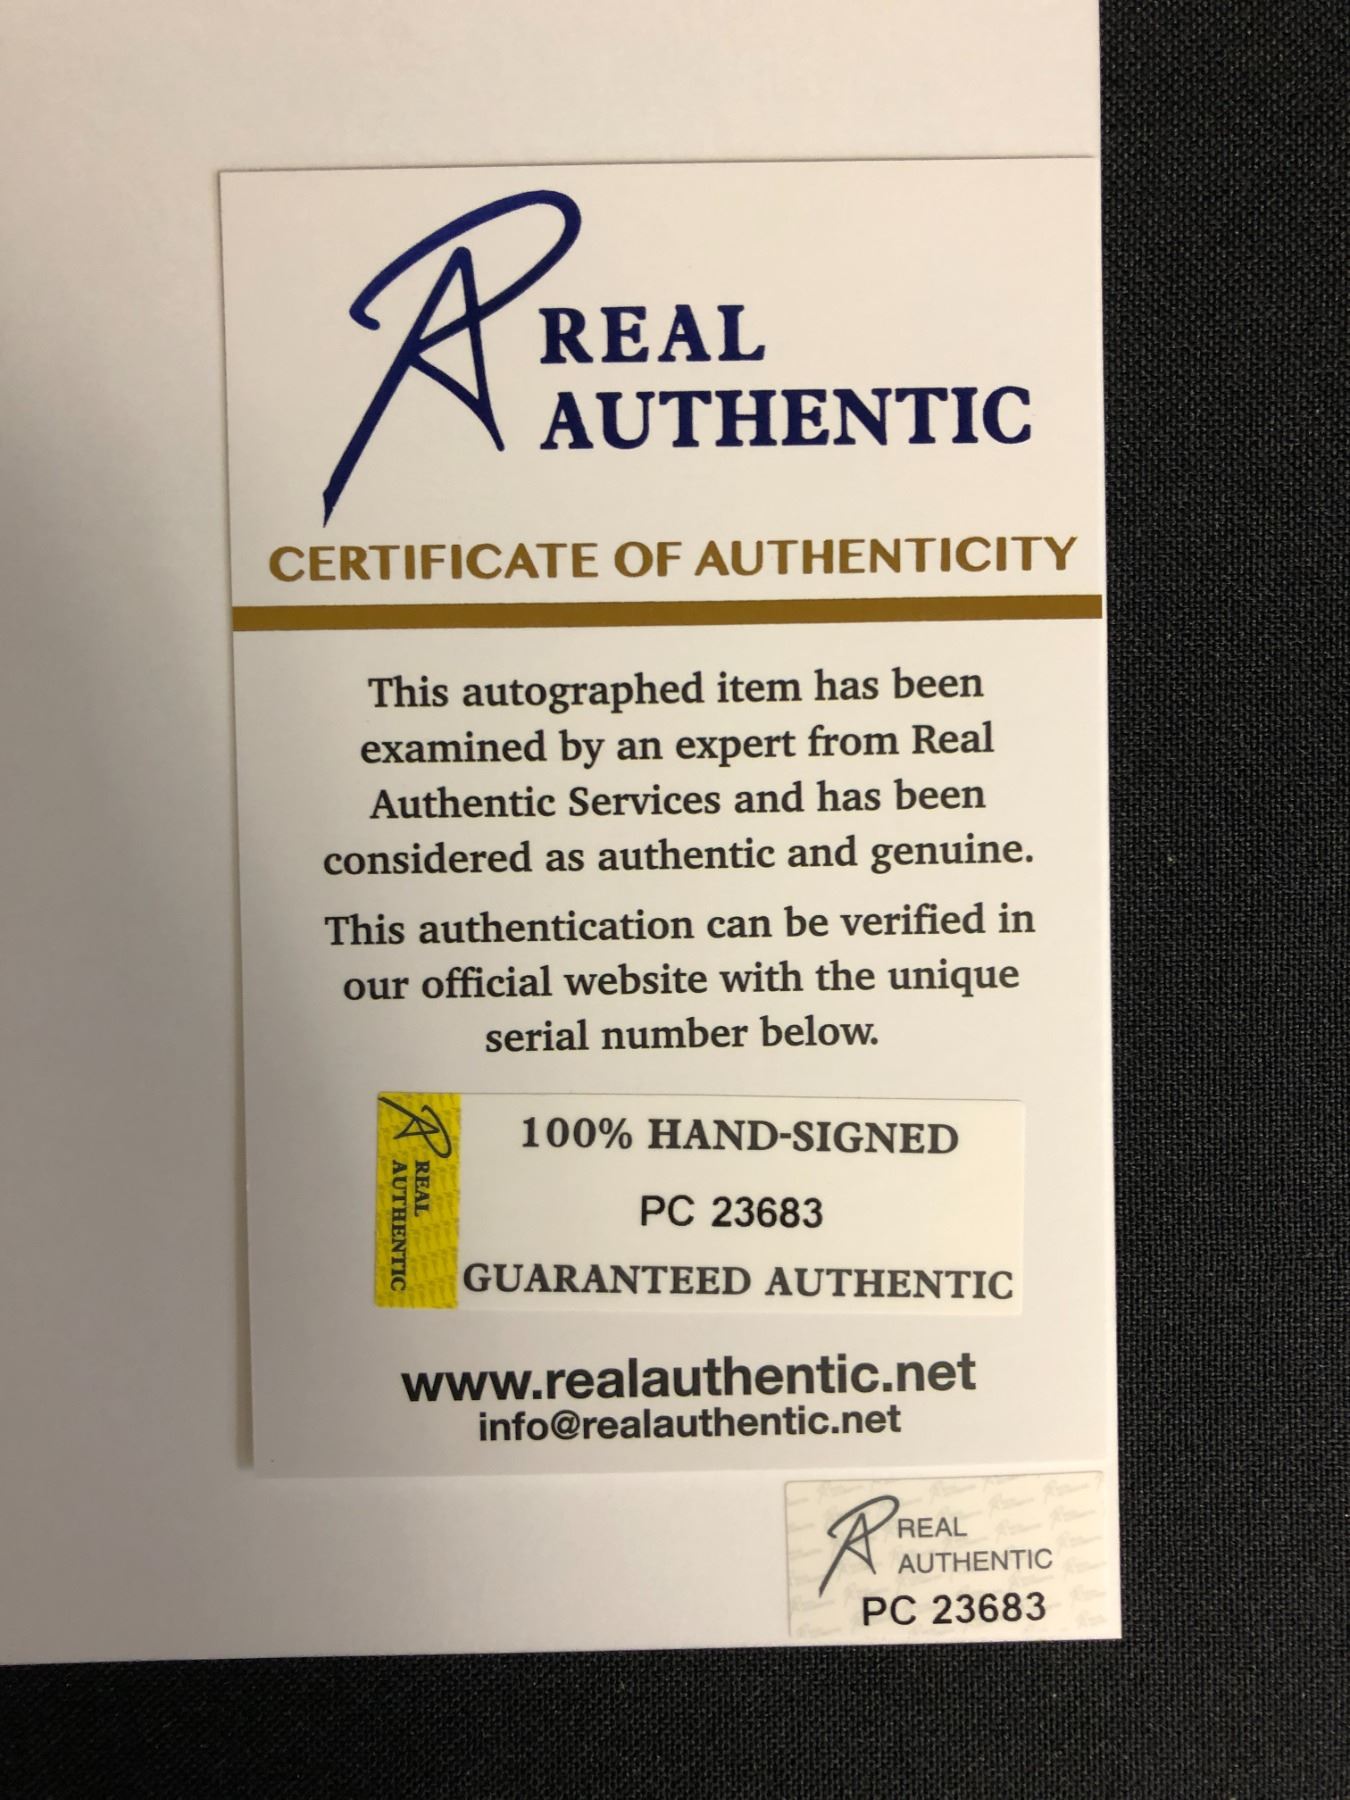 RA REAL
AUTHENTIC
CERTIFICATE OF AUTHENTICITY
This autographed item has been
examined by an expert from Real
Authentic Services and has been
considered as authentic and genuine.
This authentication can be verified in
our official website with the unique
serial number below.
RA REAL
AUTHENTIC
100% HAND-SIGNED
PC 23683
GUARANTEED AUTHENTIC
www.realauthentic.net
info@realauthentic.net
RA REAL
AUTHENTIC
PC 23683